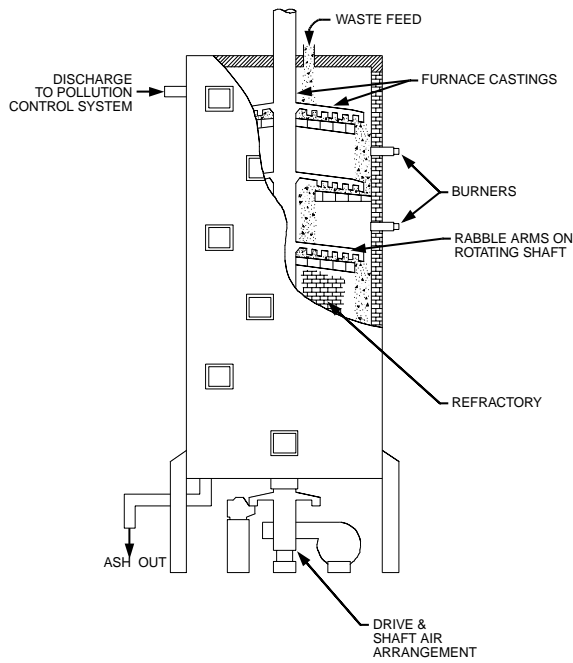 WASTE FEED
DISCHARGE
TO POLLUTION
CONTROL SYSTEM
FURNACE CASTINGS
BURNERS
RABBLE ARMS ON
ROTATING SHAFT
REFRACTORY
ASH OUT
DRIVE &
SHAFT AIR
ARRANGEMENT